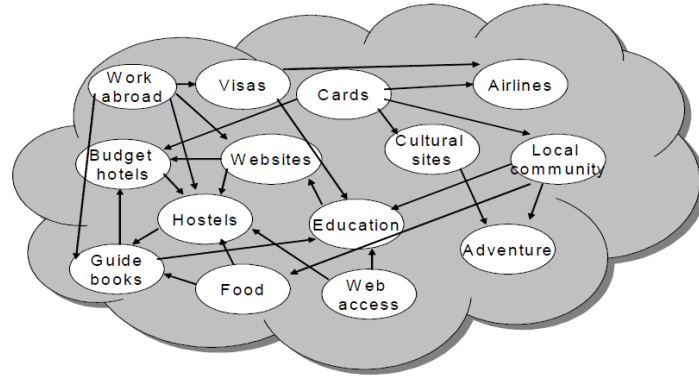 Work
abroad
Visas
Cards
Airlines
Budget
hotels
Websites
Cultural
sites
Local
community
Hostels
Education
Adventure
Guide
books
Food
Web
access